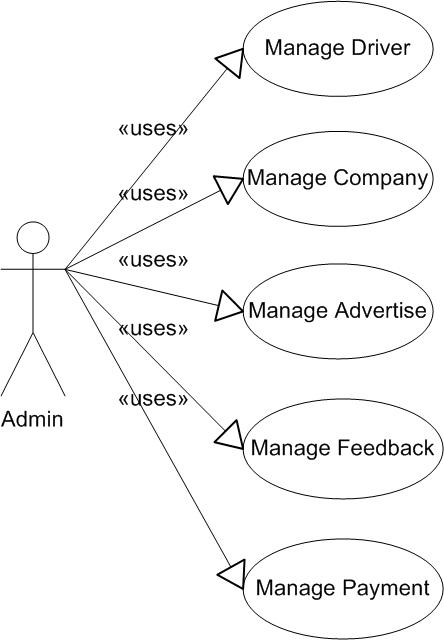 Manage Driver
«uses»
Manage Company
«uses»
Manage Advertise
«uses»
Manage Feedback
«uses»
Manage Payment
«uses»
Admin